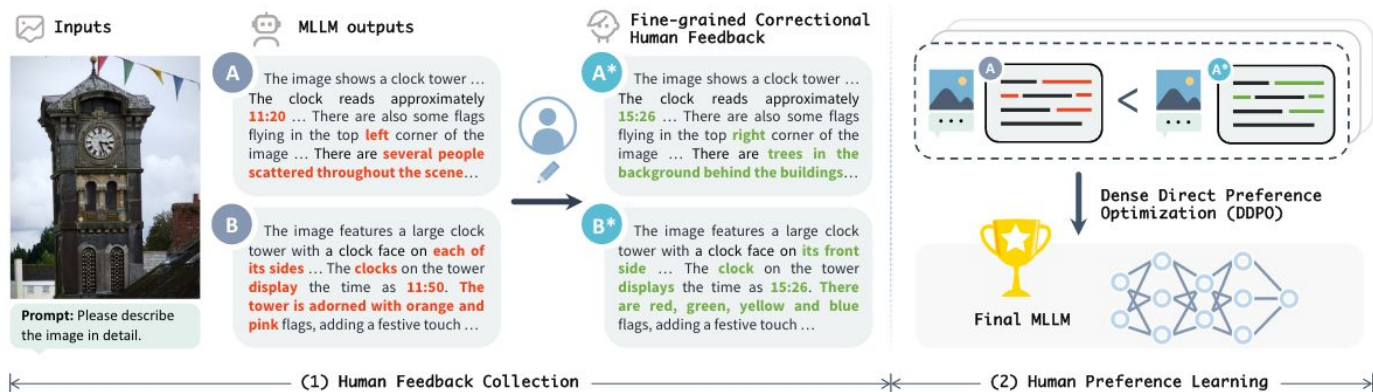 Inputs
MLLM outputs
Fine-grained Correctional
Human Feedback
A
The image shows a clock tower …
The clock reads approximately
11:20 … There are also some flags
flying in the top left corner of the
image … There are several people
scattered throughout the scene…
B
The image features a large clock
tower with a clock face on each of
its sides … The clocks on the tower
display the time as 11:50. The
tower is adorned with orange and
pink flags, adding a festive touch …
A*
The image shows a clock tower …
The clock reads approximately
15:26 … There are also some flags
flying in the top right corner of the
image … There are trees in the
background behind the buildings…
B*
The image features a large clock
tower with a clock face on its front
side … The clock on the tower
displays the time as 15:26. There
are red, green, yellow and blue
flags, adding a festive touch …
Prompt: Please describe
the image in detail.
A
<
A*
Dense Direct Preference
Optimization (DDPO)
Final MLLM
(1) Human Feedback Collection
(2) Human Preference Learning